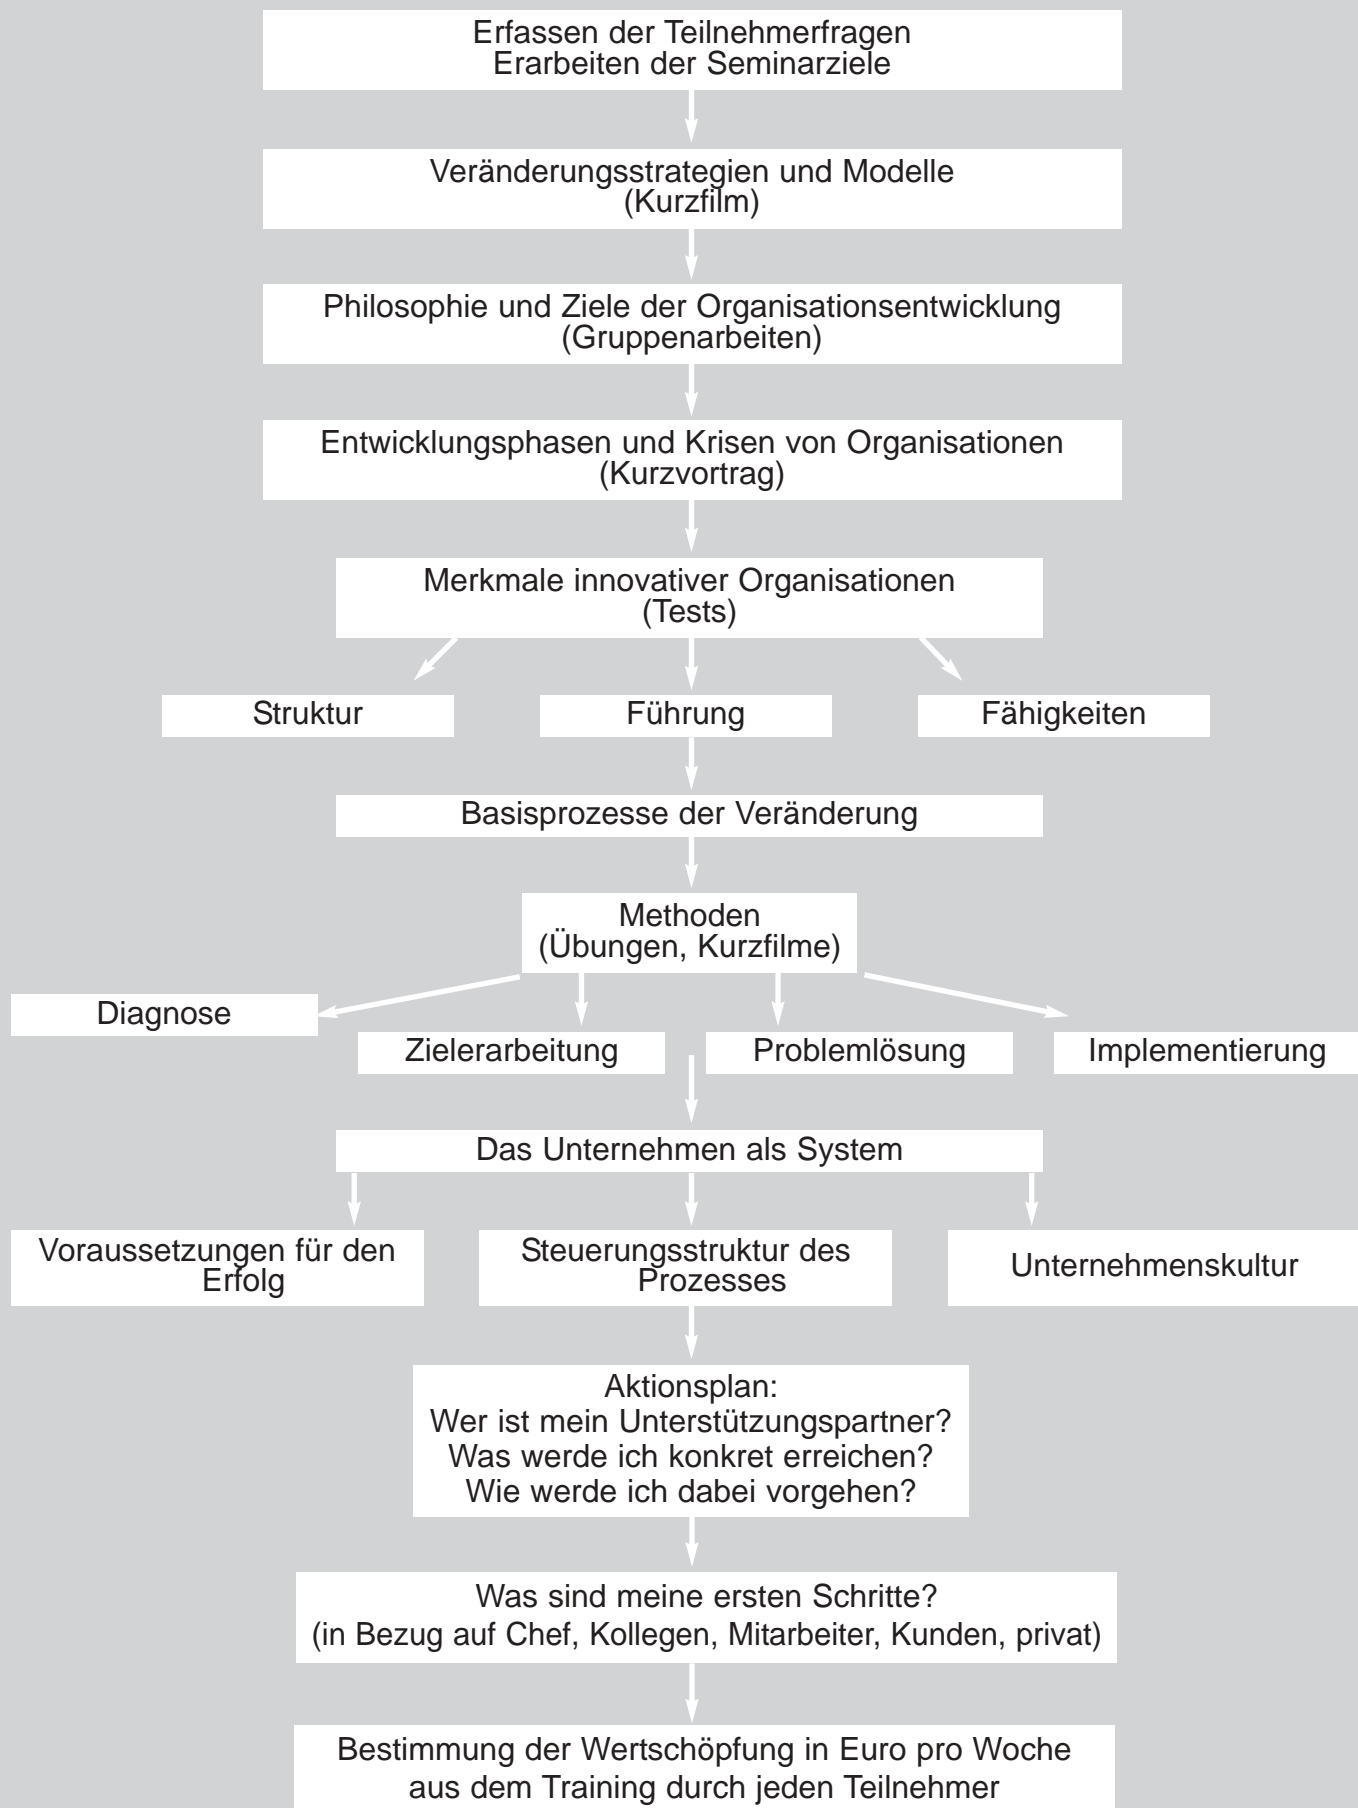 Erfassen der Teilnehmerfragen
Erarbeiten der Seminarziele
Veränderungsstrategien und Modelle
(Kurzfilm)
Philosophie und Ziele der Organisationsentwicklung
(Gruppenarbeiten)
Entwicklungsphasen und Krisen von Organisationen
(Kurzvortrag)
Merkmale innovativer Organisationen
(Tests)
Struktur
Führung
Fähigkeiten
Basisprozesse der Veränderung
Methoden
(Übungen, Kurzfilme)
Diagnose
Zielerarbeitung
Problemlösung
Implementierung
Das Unternehmen als System
Voraussetzungen für den
Erfolg
Steuerungsstruktur des
Prozesses
Unternehmenskultur
Aktionsplan:
Wer ist mein Unterstützungspartner?
Was werde ich konkret erreichen?
Wie werde ich dabei vorgehen?
Was sind meine ersten Schritte?
(in Bezug auf Chef, Kollegen, Mitarbeiter, Kunden, privat)
Bestimmung der Wertschöpfung in Euro pro Woche
aus dem Training durch jeden Teilnehmer